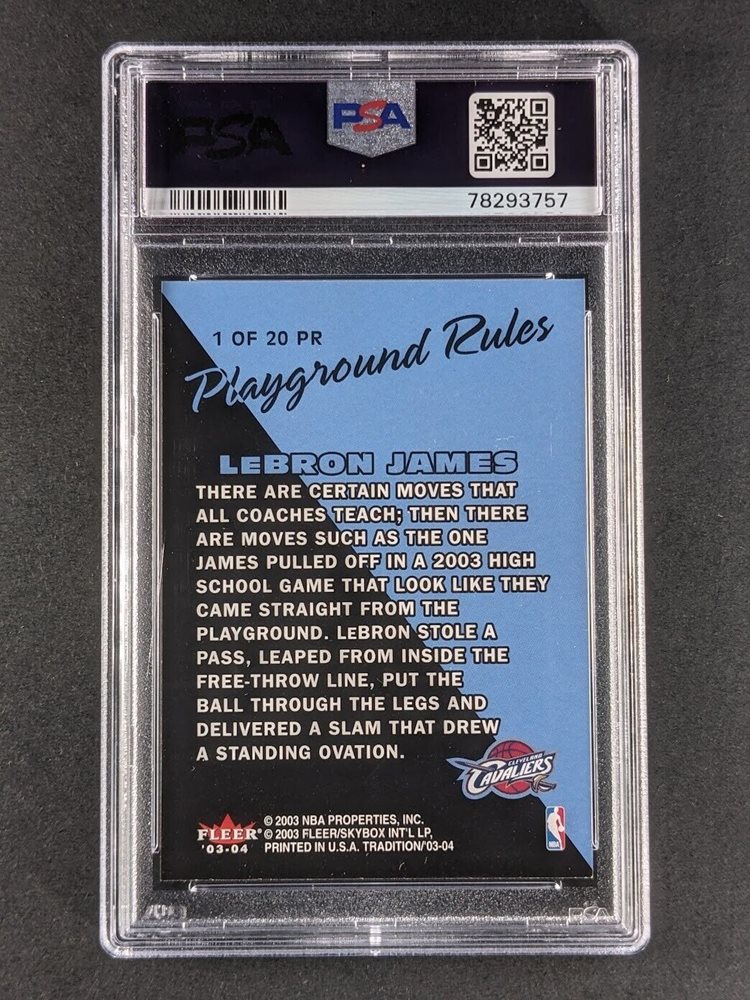 PSA
PSA
78293757
1 OF 20 PR
Playground Rules
LEBRON JAMES
THERE ARE CERTAIN MOVES THAT
ALL COACHES TEACH; THEN THERE
ARE MOVES SUCH AS THE ONE
JAMES PULLED OFF IN A 2003 HIGH
SCHOOL GAME THAT LOOK LIKE THEY
CAME STRAIGHT FROM THE
PLAYGROUND. LEBRON STOLE A
PASS, LEAPED FROM INSIDE THE
FREE-THROW LINE, PUT THE
BALL THROUGH THE LEGS AND
DELIVERED A SLAM THAT DREW
A STANDING OVATION.
CLEVELAND
CAVALIERS
FLEER®
'03-04
© 2003 NBA PROPERTIES, INC.
© 2003 FLEER/SKYBOX INT'L LP,
PRINTED IN U.S.A. TRADITION/'03-04
NBA
PSA